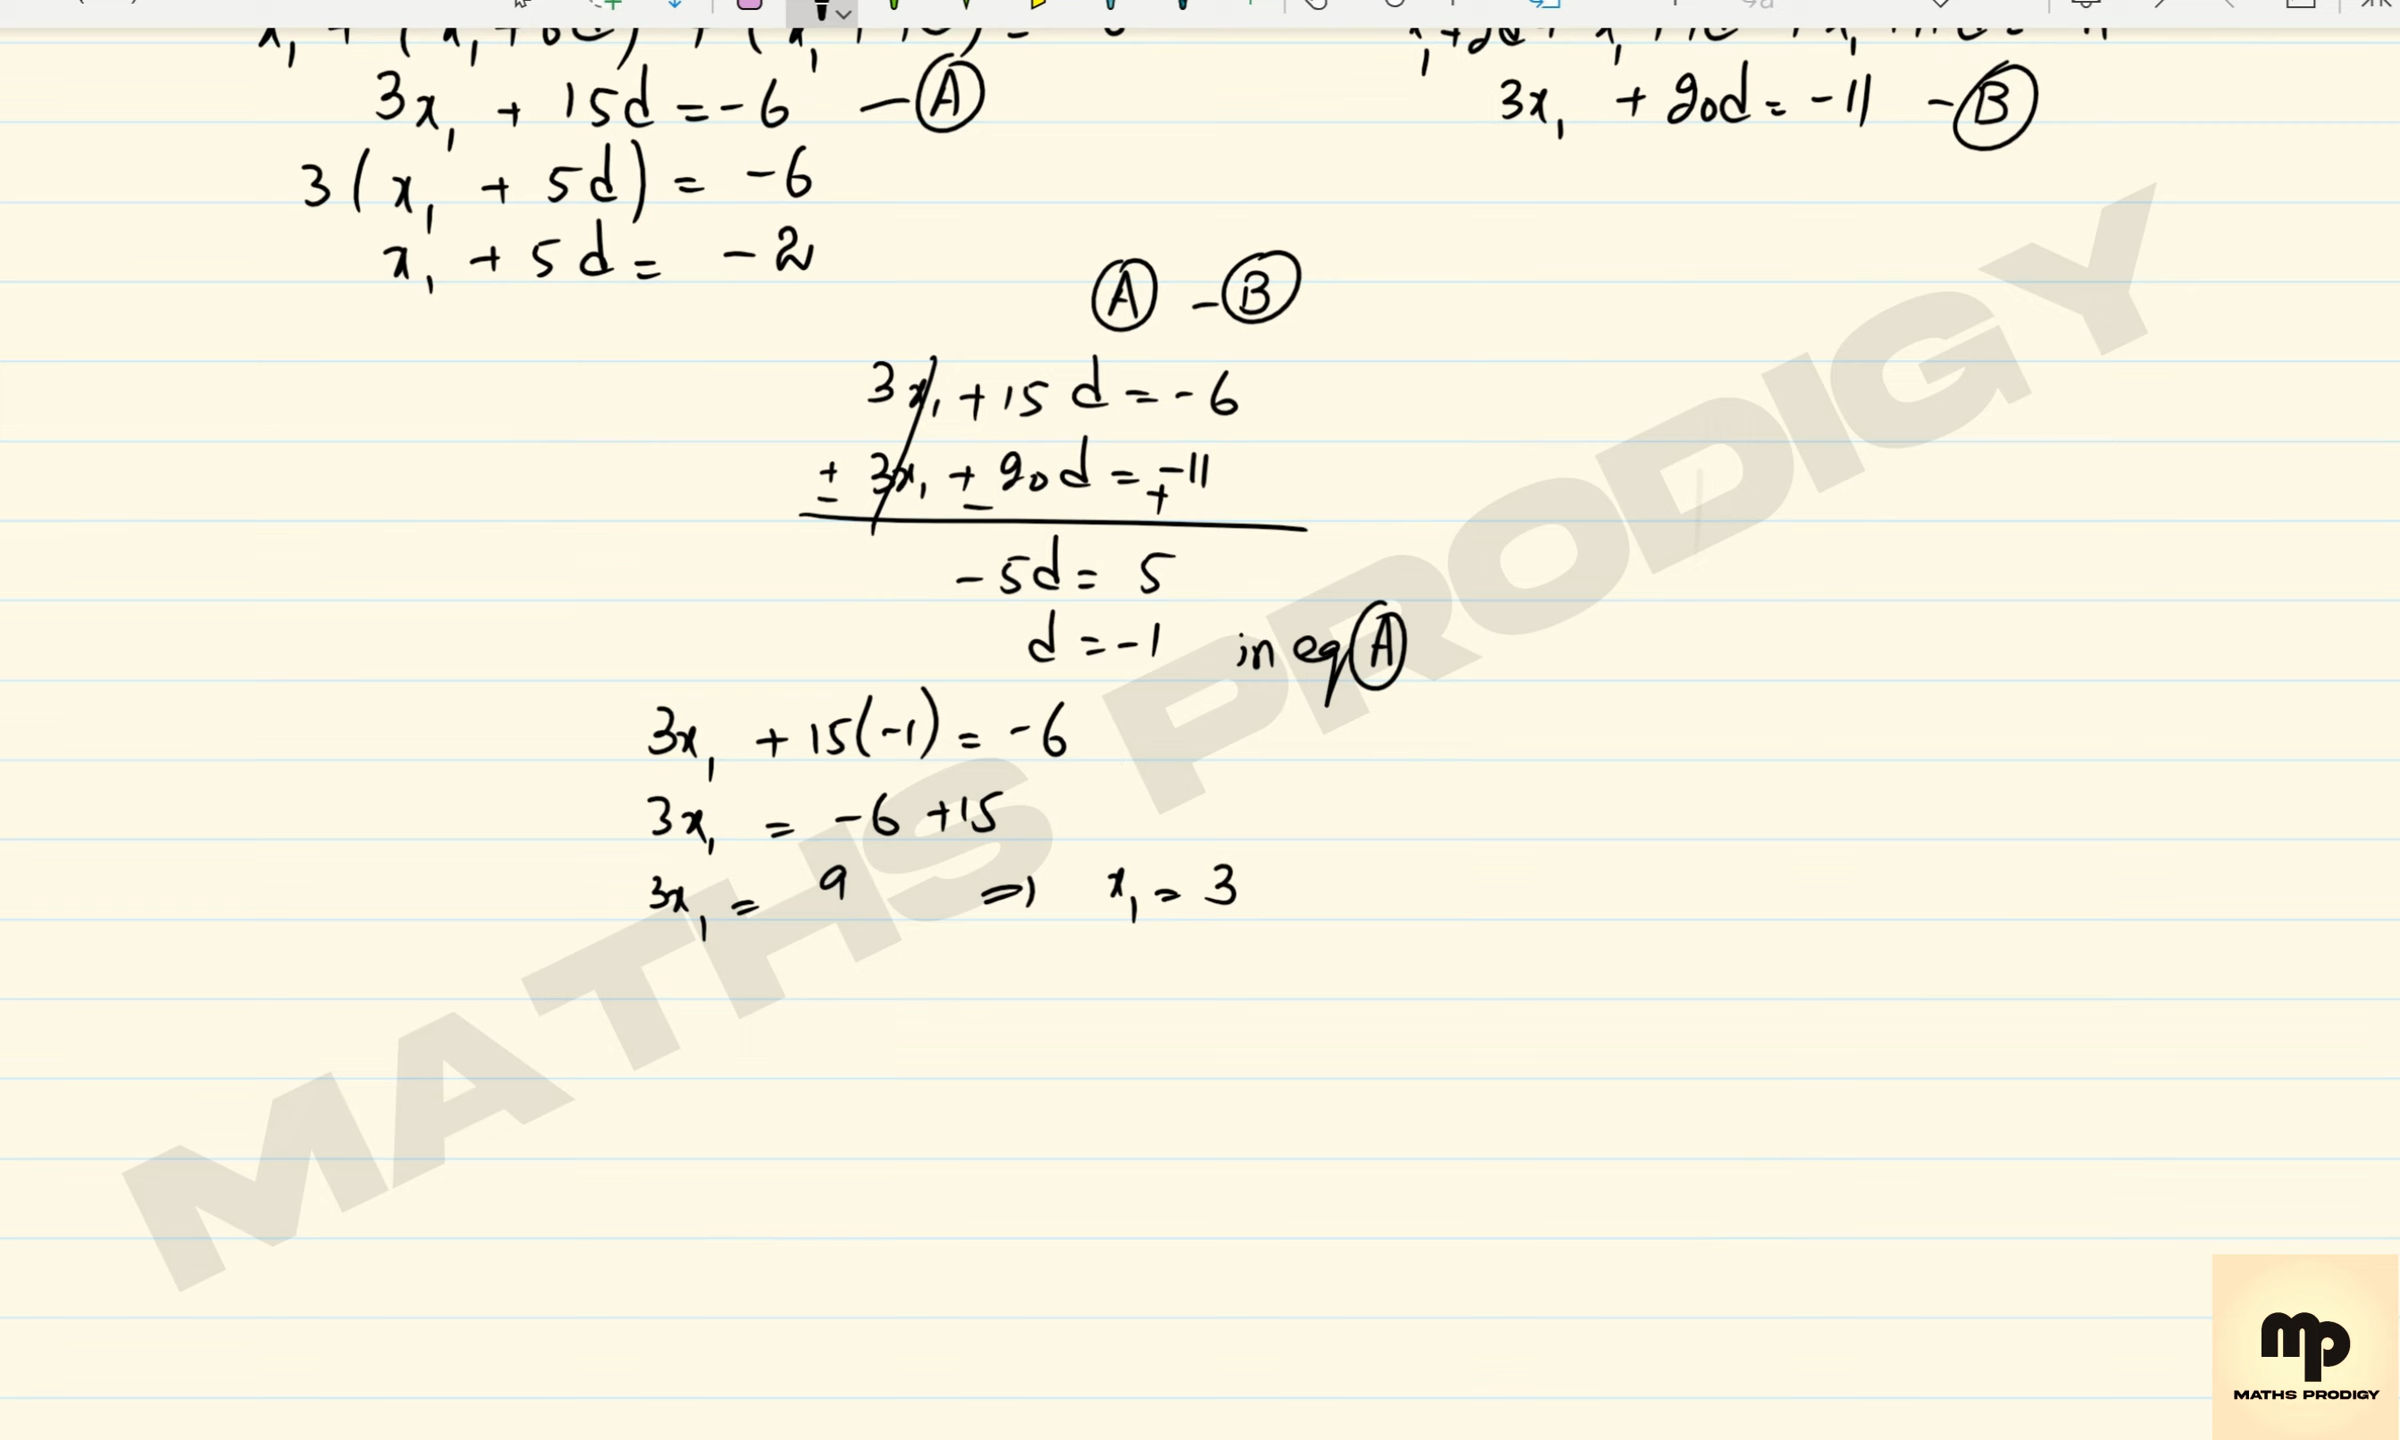 3x₁ + 15d = -6 — Ⓐ
3x₁ + 20d = -11 - Ⓑ
3(x₁ + 5d) = -6
x₁ + 5d = -2
Ⓐ - Ⓑ
3x₁ + 15d = -6
± 3x₁ + 20d = -11
- - +
-5d = 5
d = -1 in eq Ⓐ
3x₁ + 15(-1) = -6
3x₁ = -6 + 15
3x₁ = 9 ⇒ x₁ = 3
MATHS PRODIGY
mp
MATHS PRODIGY